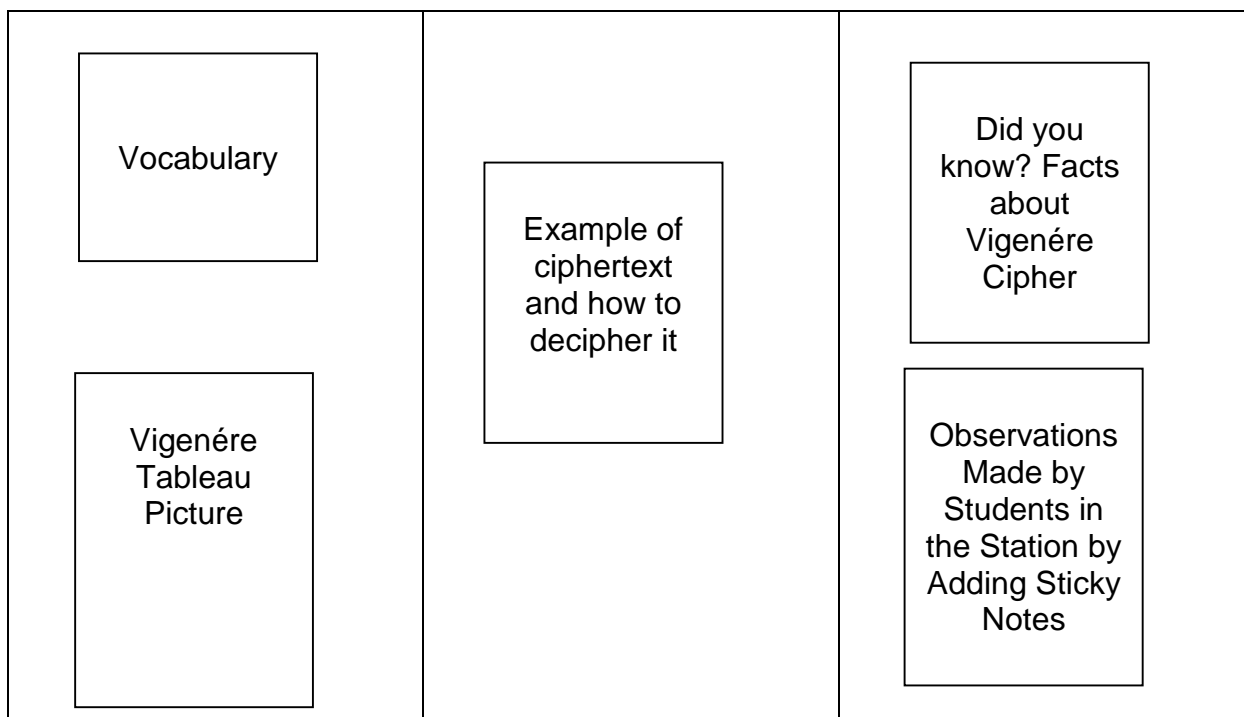 Vocabulary
Vigenére
Tableau
Picture
Example of
ciphertext
and how to
decipher it
Did you
know? Facts
about
Vigenére
Cipher
Observations
Made by
Students in
the Station by
Adding Sticky
Notes